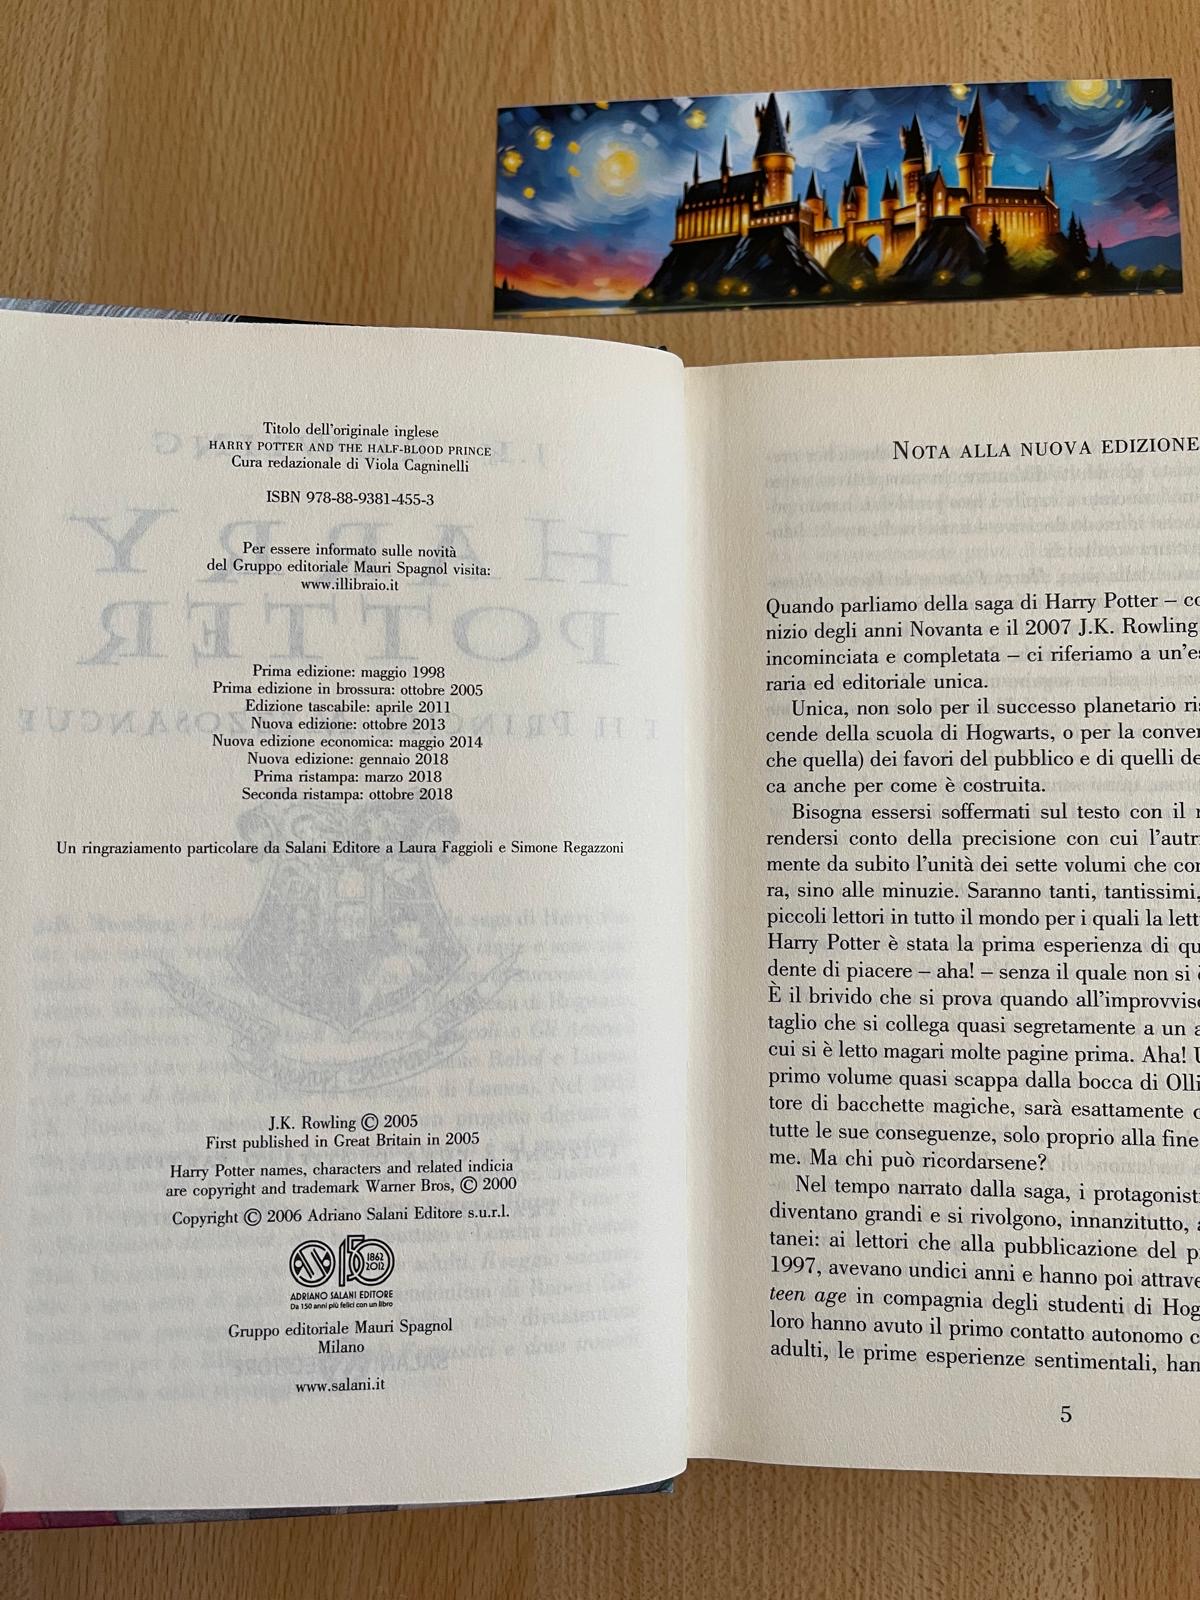 Titolo dell'originale inglese
HARRY POTTER AND THE HALF-BLOOD PRINCE
Cura redazionale di Viola Cagninelli
ISBN 978-88-9381-455-3
Per essere informato sulle novità
del Gruppo editoriale Mauri Spagnol visita:
www.illibraio.it
Prima edizione: maggio 1998
Prima edizione in brossura: ottobre 2005
Edizione tascabile: aprile 2011
Nuova edizione: ottobre 2013
Nuova edizione economica: maggio 2014
Nuova edizione: gennaio 2018
Prima ristampa: marzo 2018
Seconda ristampa: ottobre 2018
Un ringraziamento particolare da Salani Editore a Laura Faggioli e Simone Regazzoni
J.K. Rowling © 2005
First published in Great Britain in 2005
Harry Potter names, characters and related indicia
are copyright and trademark Warner Bros, © 2000
Copyright © 2006 Adriano Salani Editore s.u.r.l.
150
1862
2012
ADRIANO SALANI EDITORE
Da 150 anni più felici con un libro
Gruppo editoriale Mauri Spagnol
Milano
www.salani.it
NOTA ALLA NUOVA EDIZIONE
Quando parliamo della saga di Harry Potter – co
nizio degli anni Novanta e il 2007 J.K. Rowling
incominciata e completata – ci riferiamo a un'es
raria ed editoriale unica.
Unica, non solo per il successo planetario ris
cende della scuola di Hogwarts, o per la conver
che quella) dei favori del pubblico e di quelli de
ca anche per come è costruita.
Bisogna essersi soffermati sul testo con il
rendersi conto della precisione con cui l'autri
mente da subito l'unità dei sette volumi che con
ra, sino alle minuzie. Saranno tanti, tantissimi,
piccoli lettori in tutto il mondo per i quali la lett
Harry Potter è stata la prima esperienza di qu
dente di piacere – aha! – senza il quale non si è
È il brivido che si prova quando all'improvviso
taglio che si collega quasi segretamente a un a
cui si è letto magari molte pagine prima. Aha! U
primo volume quasi scappa dalla bocca di Olli
tore di bacchette magiche, sarà esattamente c
tutte le sue conseguenze, solo proprio alla fine
me. Ma chi può ricordarsene?
Nel tempo narrato dalla saga, i protagonisti
diventano grandi e si rivolgono, innanzitutto, a
tanei: ai lettori che alla pubblicazione del p
1997, avevano undici anni e hanno poi attrave
teen age in compagnia degli studenti di Hog
loro hanno avuto il primo contatto autonomo c
adulti, le prime esperienze sentimentali, han
5